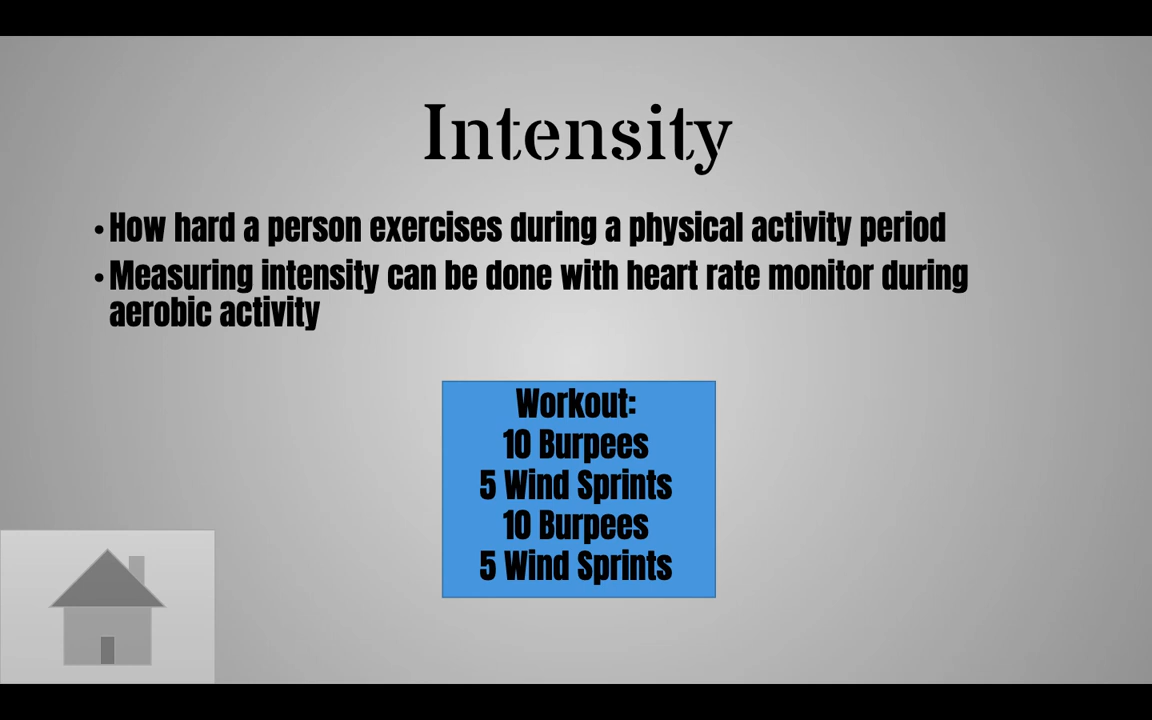 Intensity
• How hard a person exercises during a physical activity period
• Measuring intensity can be done with heart rate monitor during
aerobic activity
Workout:
10 Burpees
5 Wind Sprints
10 Burpees
5 Wind Sprints